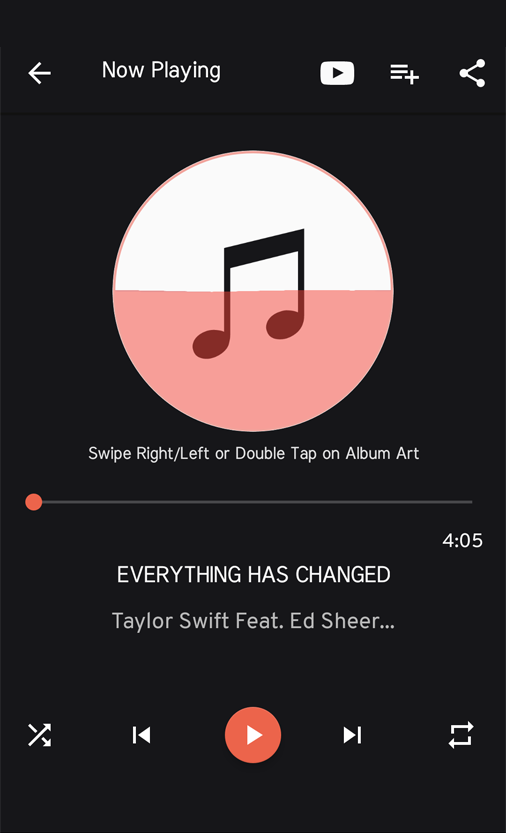 Now Playing
Swipe Right/Left or Double Tap on Album Art
4:05
EVERYTHING HAS CHANGED
Taylor Swift Feat. Ed Sheer...